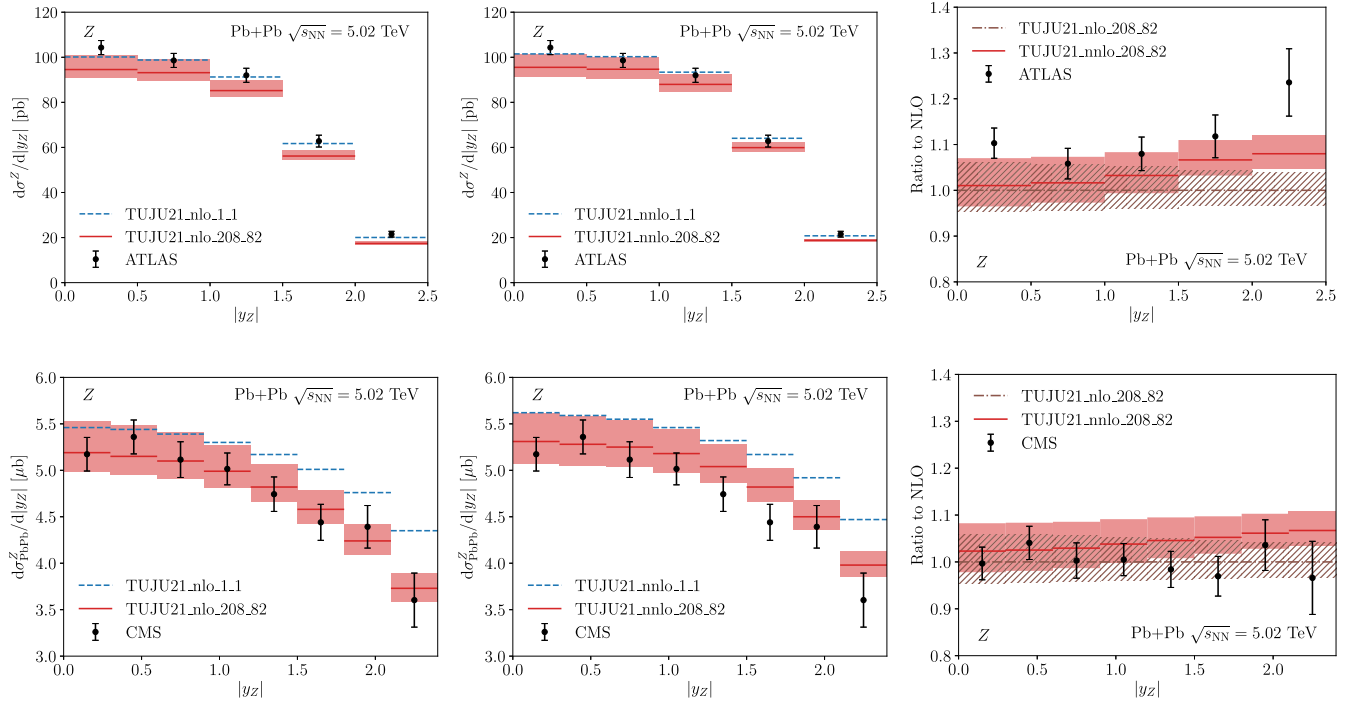 Z Pb+Pb √sNN = 5.02 TeV
dσ^Z/d|yZ| [pb]
120
100
80
60
40
20
0
TUJU21_nlo_1_1
TUJU21_nlo_208_82
ATLAS
0.0 0.5 1.0 1.5 2.0 2.5
|yZ|
Z Pb+Pb √sNN = 5.02 TeV
dσ^Z/d|yZ| [pb]
120
100
80
60
40
20
0
TUJU21_nnlo_1_1
TUJU21_nnlo_208_82
ATLAS
0.0 0.5 1.0 1.5 2.0 2.5
|yZ|
Ratio to NLO
1.4
1.3
1.2
1.1
1.0
0.9
0.8
TUJU21_nlo_208_82
TUJU21_nnlo_208_82
ATLAS
Z Pb+Pb √sNN = 5.02 TeV
0.0 0.5 1.0 1.5 2.0 2.5
|yZ|
Z Pb+Pb √sNN = 5.02 TeV
dσ^Z_PbPb/d|yZ| [μb]
6.0
5.5
5.0
4.5
4.0
3.5
3.0
TUJU21_nlo_1_1
TUJU21_nlo_208_82
CMS
0.0 0.5 1.0 1.5 2.0
|yZ|
Z Pb+Pb √sNN = 5.02 TeV
dσ^Z_PbPb/d|yZ| [μb]
6.0
5.5
5.0
4.5
4.0
3.5
3.0
TUJU21_nnlo_1_1
TUJU21_nnlo_208_82
CMS
0.0 0.5 1.0 1.5 2.0
|yZ|
Ratio to NLO
1.4
1.3
1.2
1.1
1.0
0.9
0.8
TUJU21_nlo_208_82
TUJU21_nnlo_208_82
CMS
Z Pb+Pb √sNN = 5.02 TeV
0.0 0.5 1.0 1.5 2.0
|yZ|